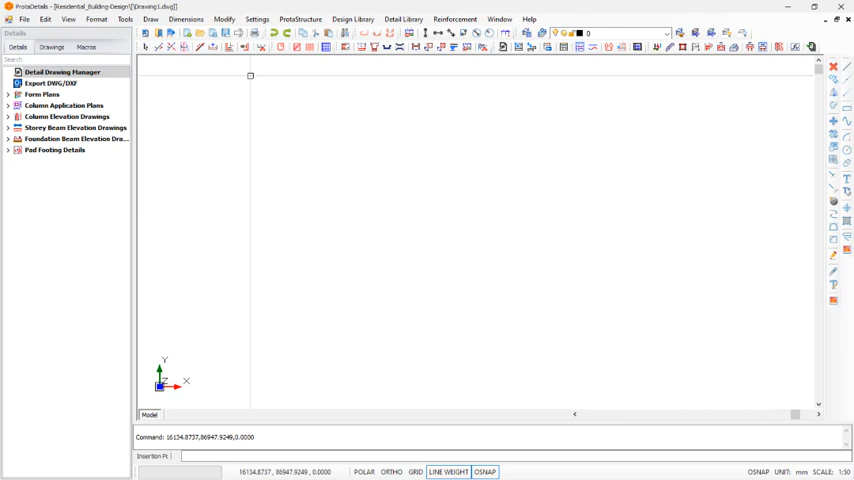 ProtaDetails - [Residential_Building-Design\[\Drawing1.dwg]]
File Edit View Format Tools Draw Dimensions Modify Settings ProtaStructure Design Library Detail Library Reinforcement Window Help
Details
0
Details Drawings Macros
Search
Detail Drawing Manager
Export DWG/DXF
Form Plans
Column Application Plans
Column Elevation Drawings
Storey Beam Elevation Drawings
Foundation Beam Elevation Dra...
Pad Footing Details
Y
Z
X
Model
Command: 16134.8737,86947.9249,0.0000
Insertion Pc
16134.8737 , 86947.9249 , 0.0000 POLAR ORTHO GRID LINE WEIGHT OSNAP OSNAP UNIT: mm SCALE: 1:50